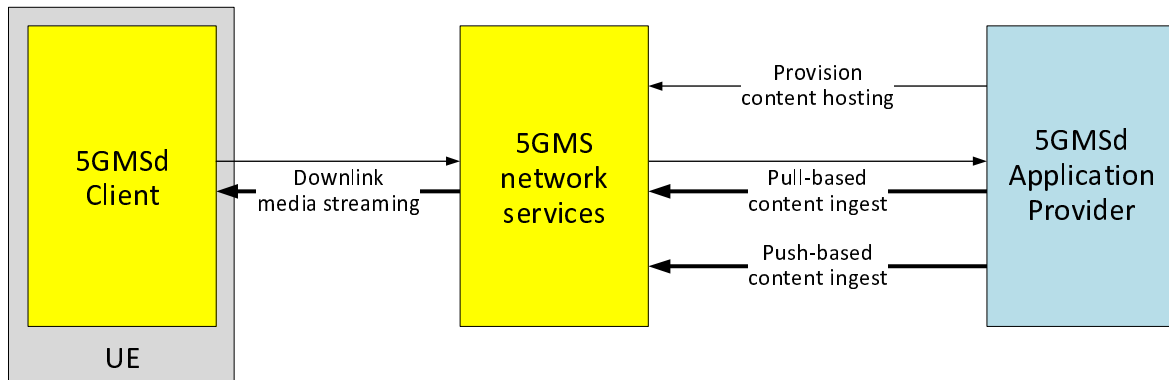 5GMSd
Client
UE
Downlink
media streaming
5GMS
network
services
Provision
content hosting
Pull-based
content ingest
Push-based
content ingest
5GMSd
Application
Provider